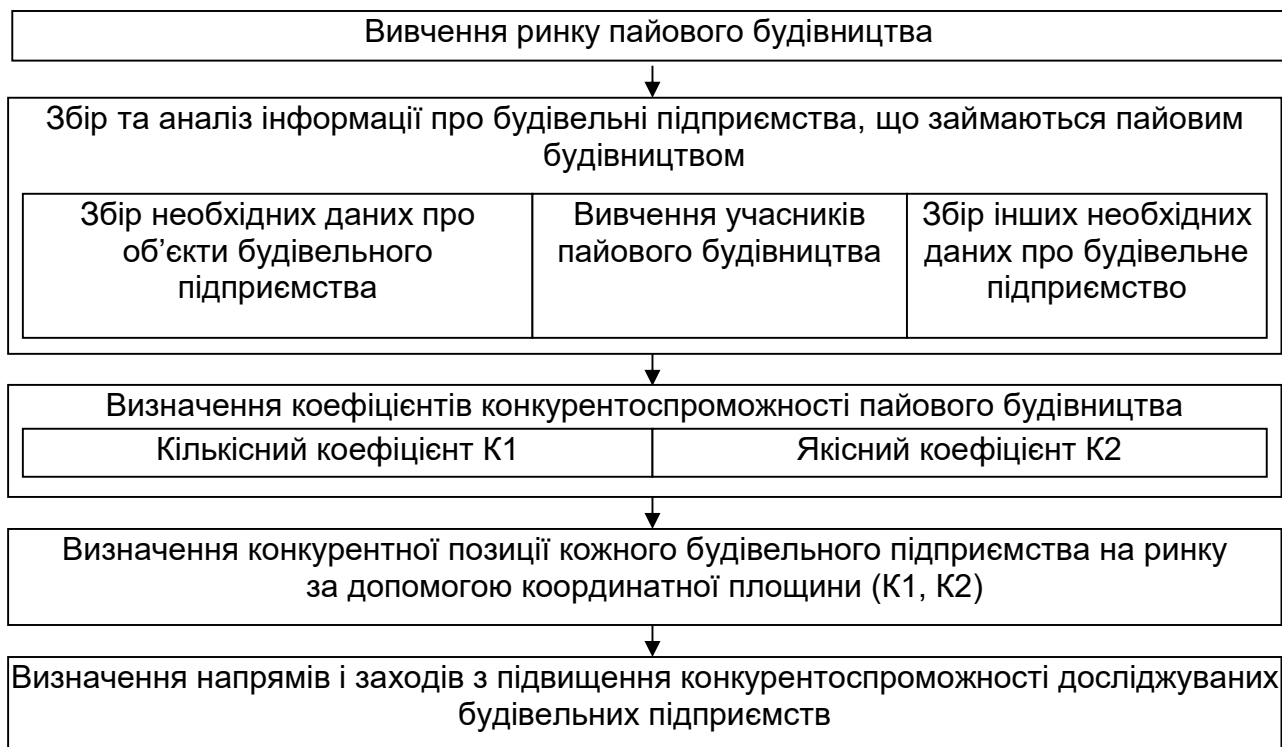 Вивчення ринку пайового будівництва
Збір та аналіз інформації про будівельні підприємства, що займаються пайовим
будівництвом
Збір необхідних даних про
об’єкти будівельного
підприємства
Вивчення учасників
пайового будівництва
Збір інших необхідних
даних про будівельне
підприємство
Визначення коефіцієнтів конкурентоспроможності пайового будівництва
Кількісний коефіцієнт К1
Якісний коефіцієнт К2
Визначення конкурентної позиції кожного будівельного підприємства на ринку
за допомогою координатної площини (К1, К2)
Визначення напрямів і заходів з підвищення конкурентоспроможності досліджуваних
будівельних підприємств